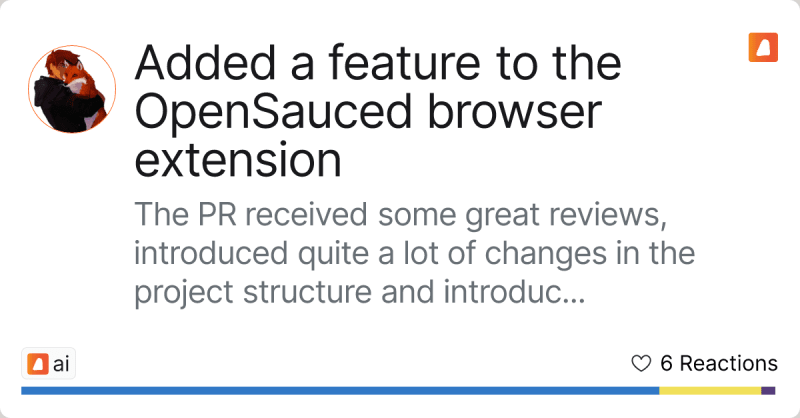 Added a feature to the
OpenSauced browser
extension
The PR received some great reviews,
introduced quite a lot of changes in the
project structure and introduc...
ai
6 Reactions